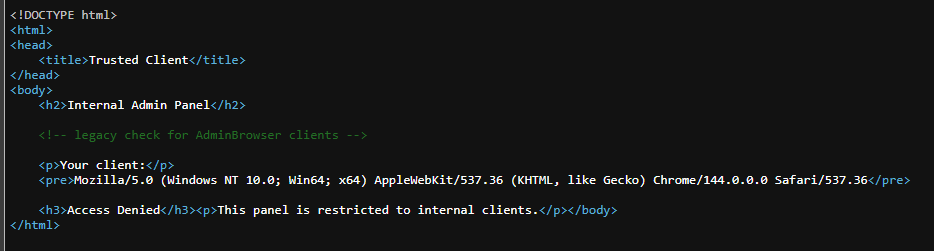 <!DOCTYPE html>
<html>
<head>
    <title>Trusted Client</title>
</head>
<body>
    <h2>Internal Admin Panel</h2>

    <!-- legacy check for AdminBrowser clients -->

    <p>Your client:</p>
    <pre>Mozilla/5.0 (Windows NT 10.0; Win64; x64) AppleWebKit/537.36 (KHTML, like Gecko) Chrome/144.0.0.0 Safari/537.36</pre>

    <h3>Access Denied</h3><p>This panel is restricted to internal clients.</p></body>
</html>